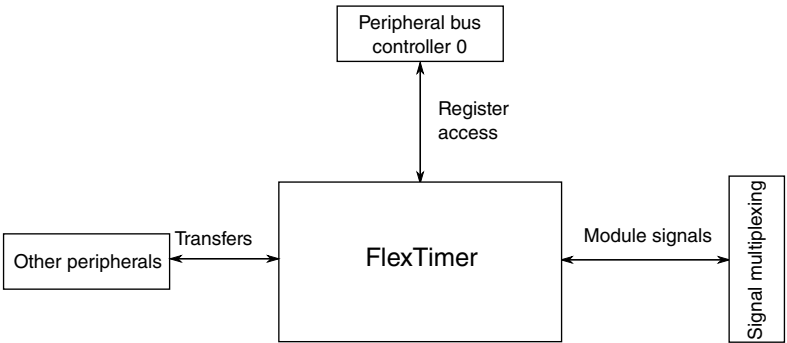 Peripheral bus
controller 0
Register
access
Other peripherals
Transfers
FlexTimer
Module signals
Signal multiplexing